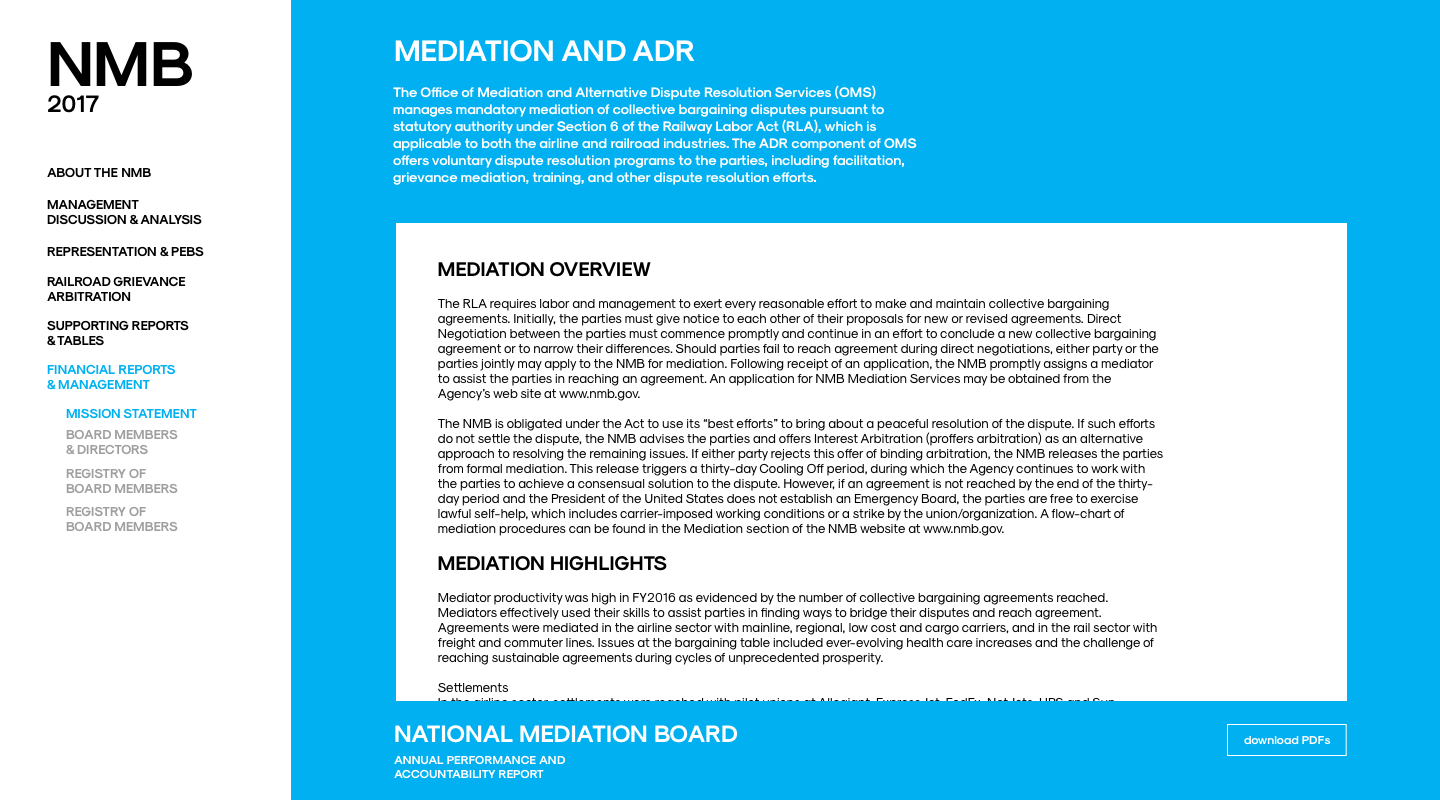 NMB
2017
ABOUT THE NMB
MANAGEMENT
DISCUSSION & ANALYSIS
REPRESENTATION & PEBS
RAILROAD GRIEVANCE
ARBITRATION
SUPPORTING REPORTS
& TABLES
FINANCIAL REPORTS
& MANAGEMENT
MISSION STATEMENT
BOARD MEMBERS
& DIRECTORS
REGISTRY OF
BOARD MEMBERS
REGISTRY OF
BOARD MEMBERS
MEDIATION AND ADR
The Office of Mediation and Alternative Dispute Resolution Services (OMS)
manages mandatory mediation of collective bargaining disputes pursuant to
statutory authority under Section 6 of the Railway Labor Act (RLA), which is
applicable to both the airline and railroad industries. The ADR component of OMS
offers voluntary dispute resolution programs to the parties, including facilitation,
grievance mediation, training, and other dispute resolution efforts.
MEDIATION OVERVIEW
The RLA requires labor and management to exert every reasonable effort to make and maintain collective bargaining
agreements. Initially, the parties must give notice to each other of their proposals for new or revised agreements. Direct
Negotiation between the parties must commence promptly and continue in an effort to conclude a new collective bargaining
agreement or to narrow their differences. Should parties fail to reach agreement during direct negotiations, either party or the
parties jointly may apply to the NMB for mediation. Following receipt of an application, the NMB promptly assigns a mediator
to assist the parties in reaching an agreement. An application for NMB Mediation Services may be obtained from the
Agency's web site at www.nmb.gov.
The NMB is obligated under the Act to use its “best efforts” to bring about a peaceful resolution of the dispute. If such efforts
do not settle the dispute, the NMB advises the parties and offers Interest Arbitration (proffers arbitration) as an alternative
approach to resolving the remaining issues. If either party rejects this offer of binding arbitration, the NMB releases the parties
from formal mediation. This release triggers a thirty-day Cooling Off period, during which the Agency continues to work with
the parties to achieve a consensual solution to the dispute. However, if an agreement is not reached by the end of the thirty-
day period and the President of the United States does not establish an Emergency Board, the parties are free to exercise
lawful self-help, which includes carrier-imposed working conditions or a strike by the union/organization. A flow-chart of
mediation procedures can be found in the Mediation section of the NMB website at www.nmb.gov.
MEDIATION HIGHLIGHTS
Mediator productivity was high in FY2016 as evidenced by the number of collective bargaining agreements reached.
Mediators effectively used their skills to assist parties in finding ways to bridge their disputes and reach agreement.
Agreements were mediated in the airline sector with mainline, regional, low cost and cargo carriers, and in the rail sector with
freight and commuter lines. Issues at the bargaining table included ever-evolving health care increases and the challenge of
reaching sustainable agreements during cycles of unprecedented prosperity.
Settlements
In the airline sector, settlements were reached with pilot unions at Allegiant, Express Jet, FedEx, Net Jets, UPS and Sun
NATIONAL MEDIATION BOARD
ANNUAL PERFORMANCE AND
ACCOUNTABILITY REPORT
download PDFs